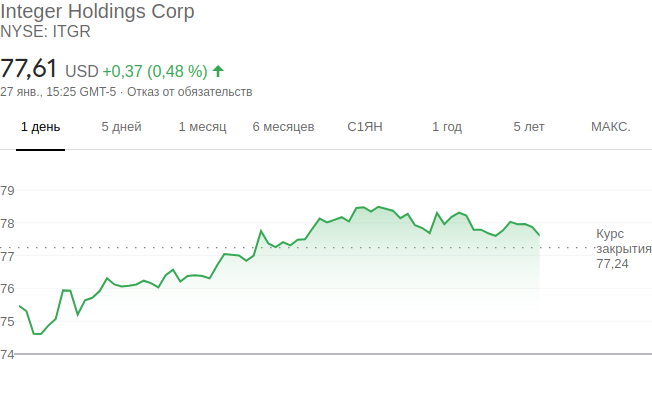 Integer Holdings Corp
NYSE: ITGR
77,61 USD +0,37 (0,48 %)
27 янв., 15:25 GMT-5 · Отказ от обязательств
1 день 5 дней 1 месяц 6 месяцев С1ЯН 1 год 5 лет МАКС.
79
78
77
76
75
74
Курс
закрытия
77,24